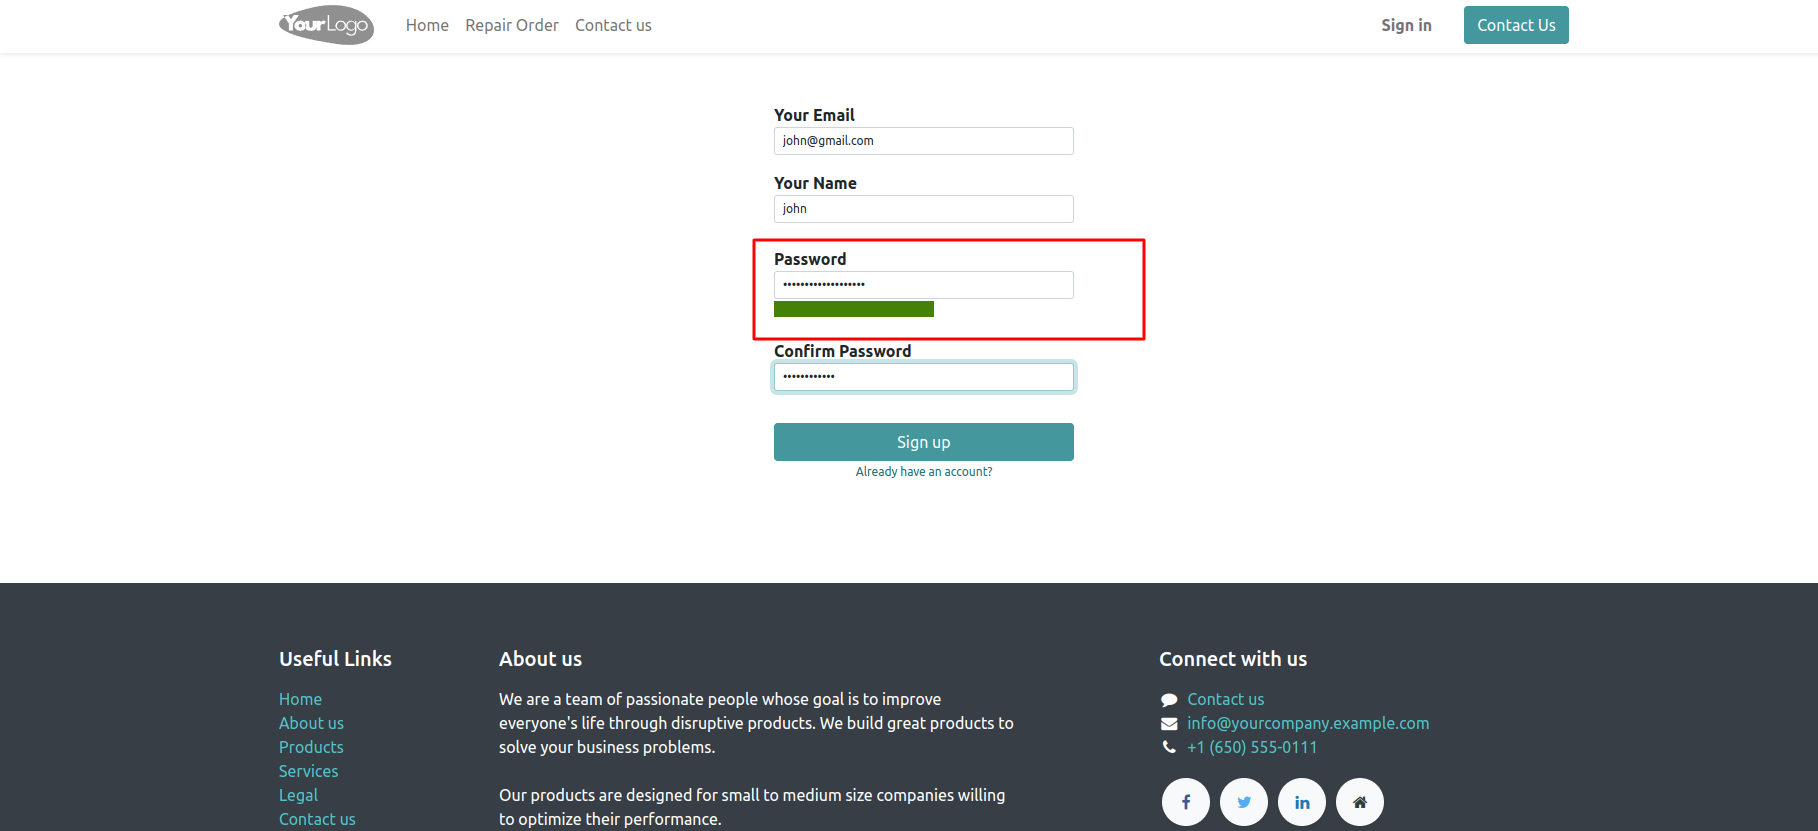 YourLogo Home Repair Order Contact us Sign in Contact Us
Your Email
john@gmail.com
Your Name
john
Password
•••••••••••••••••••
Confirm Password
••••••••••••
Sign up
Already have an account?
Useful Links
Home
About us
Products
Services
Legal
Contact us
About us
We are a team of passionate people whose goal is to improve
everyone's life through disruptive products. We build great products to
solve your business problems.
Our products are designed for small to medium size companies willing
to optimize their performance.
Connect with us
Contact us
info@yourcompany.example.com
+1 (650) 555-0111